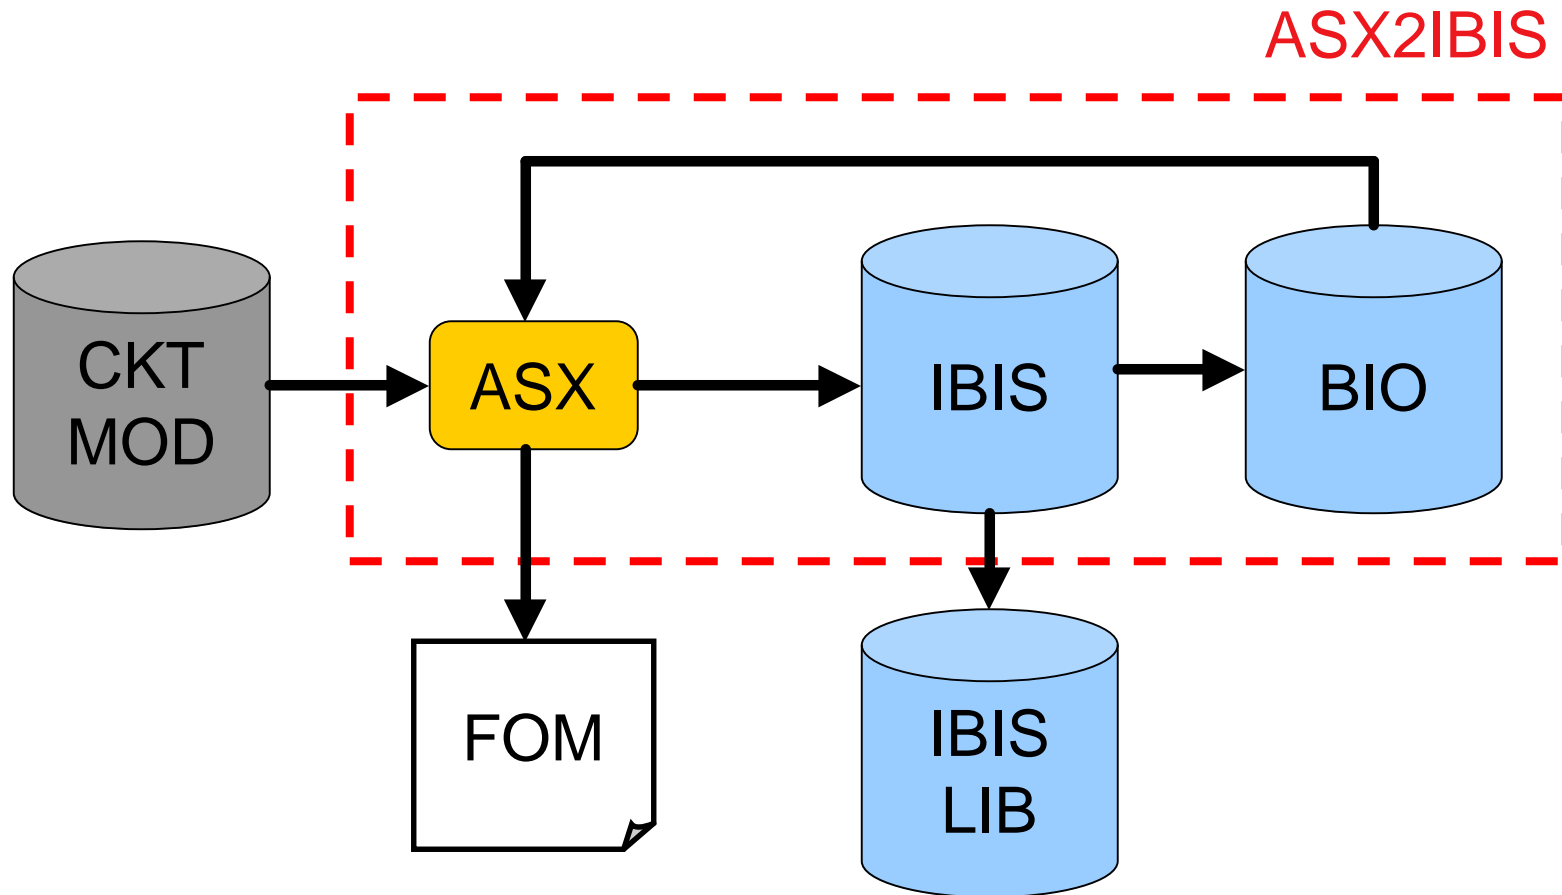 ASX2IBIS
CKT
MOD
ASX
IBIS
BIO
FOM
IBIS
LIB